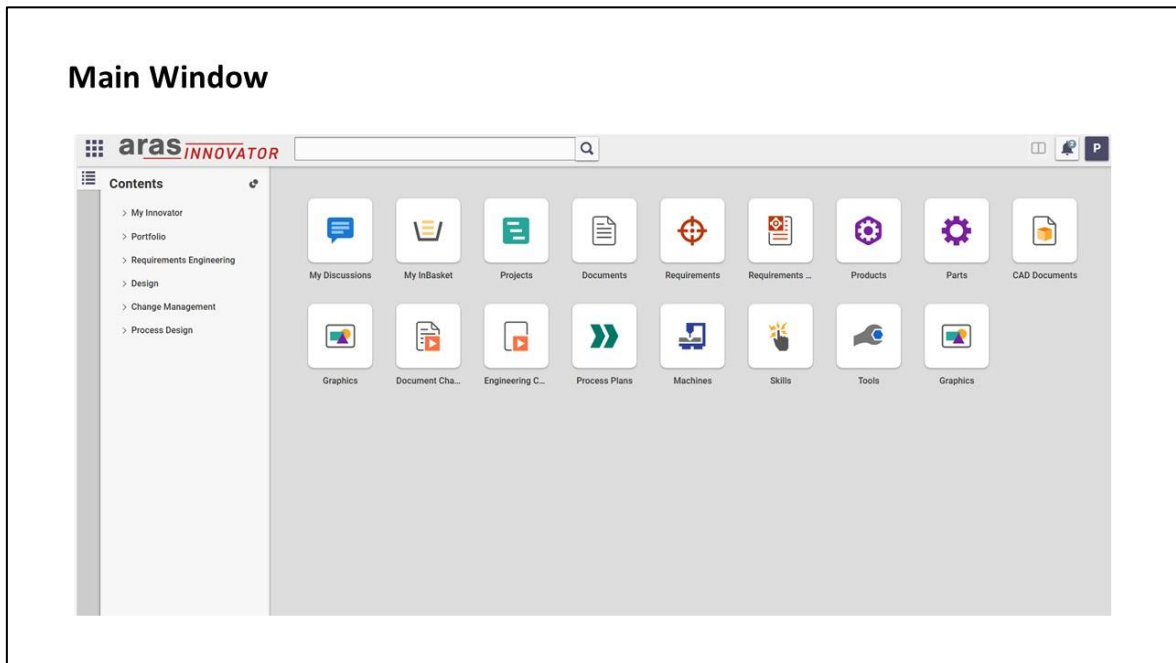 Main Window
aras INNOVATOR
P
Contents
My Innovator
Portfolio
Requirements Engineering
Design
Change Management
Process Design
My Discussions
My InBasket
Projects
Documents
Requirements
Requirements ...
Products
Parts
CAD Documents
Graphics
Document Cha...
Engineering C...
Process Plans
Machines
Skills
Tools
Graphics